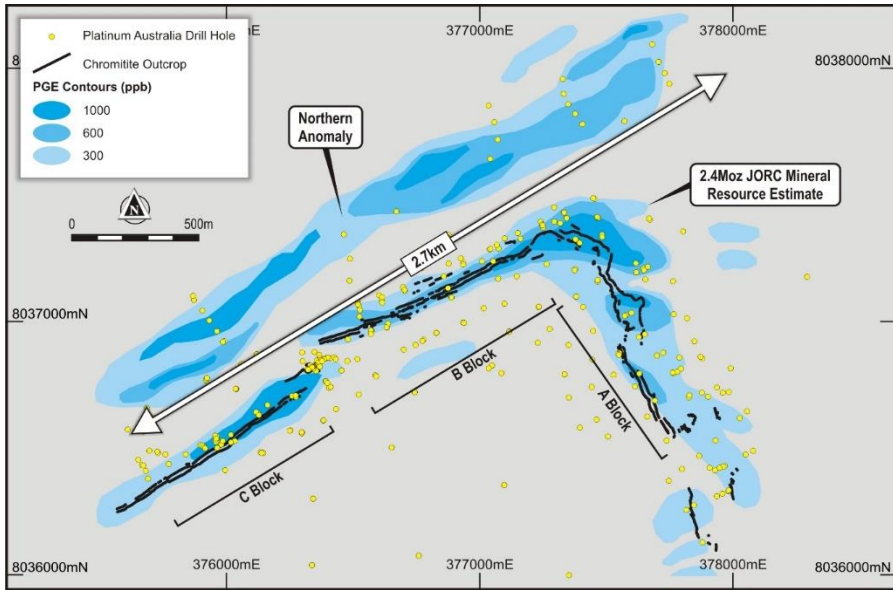 Platinum Australia Drill Hole
Chromitite Outcrop
PGE Contours (ppb)
1000
600
300
N
0 500m
376000mE 377000mE 378000mE
8038000mN
Northern
Anomaly
2.4Moz JORC Mineral
Resource Estimate
2.7km
8037000mN
B Block
A Block
C Block
8036000mN 376000mE 377000mE 378000mE 8036000mN